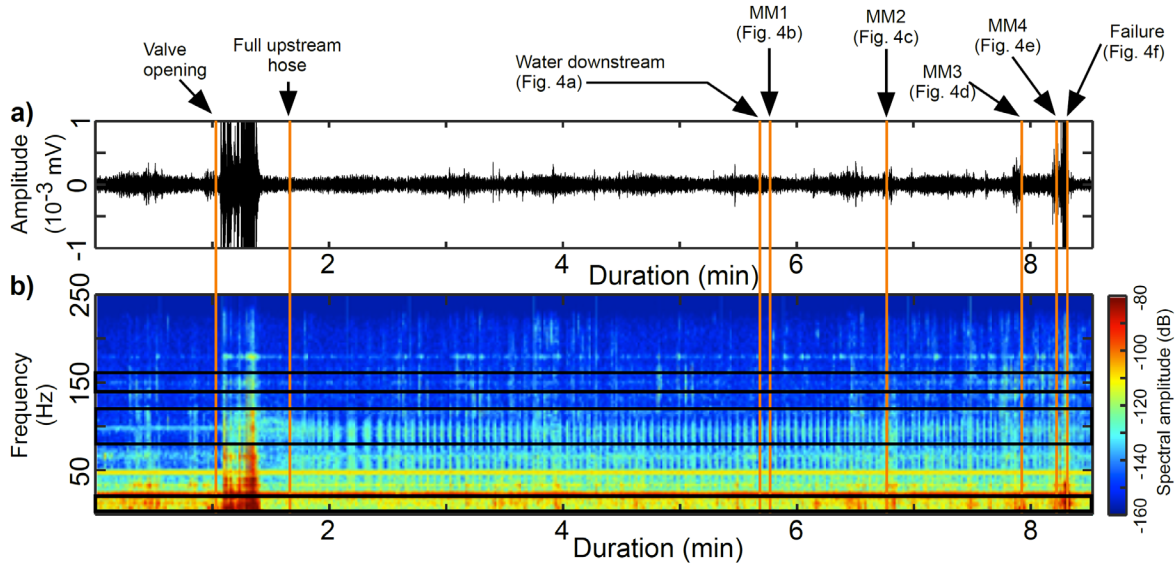 MM1
(Fig. 4b)
MM2
(Fig. 4c)
MM4
(Fig. 4e)
Failure
(Fig. 4f)
Valve
opening
Full upstream
hose
Water downstream
(Fig. 4a)
MM3
(Fig. 4d)
a)
Amplitude
(10-3 mV)
1
0
-1
2
4
6
8
Duration (min)
b)
Frequency
(Hz)
250
150
50
2
4
6
8
Duration (min)
-80
-100
-120
-140
-160
Spectral amplitude (dB)